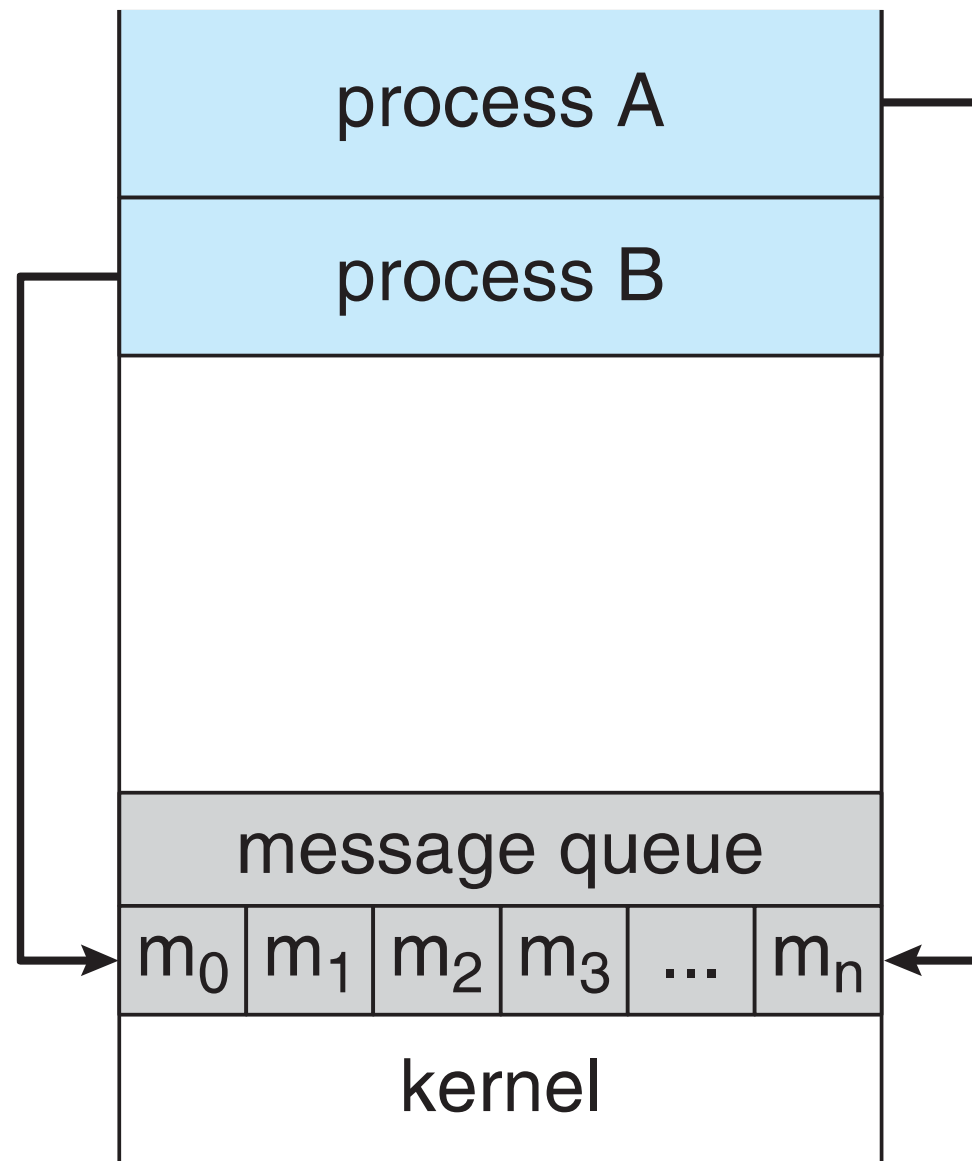 process A
process B
message queue
m₀ m₁ m₂ m₃ ... mₙ
kernel